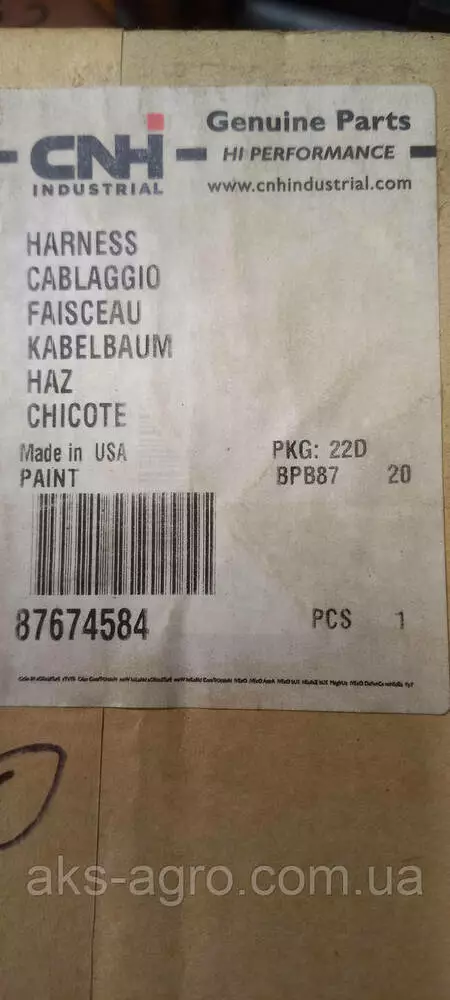 CNH
INDUSTRIAL
Genuine Parts
HI PERFORMANCE
www.cnhindustrial.com
HARNESS
CABLAGGIO
FAISCEAU
KABELBAUM
HAZ
CHICOTE
Made in USA PKG: 22D
PAINT BPB87 20
87674584 PCS 1
aks-agro.com.ua